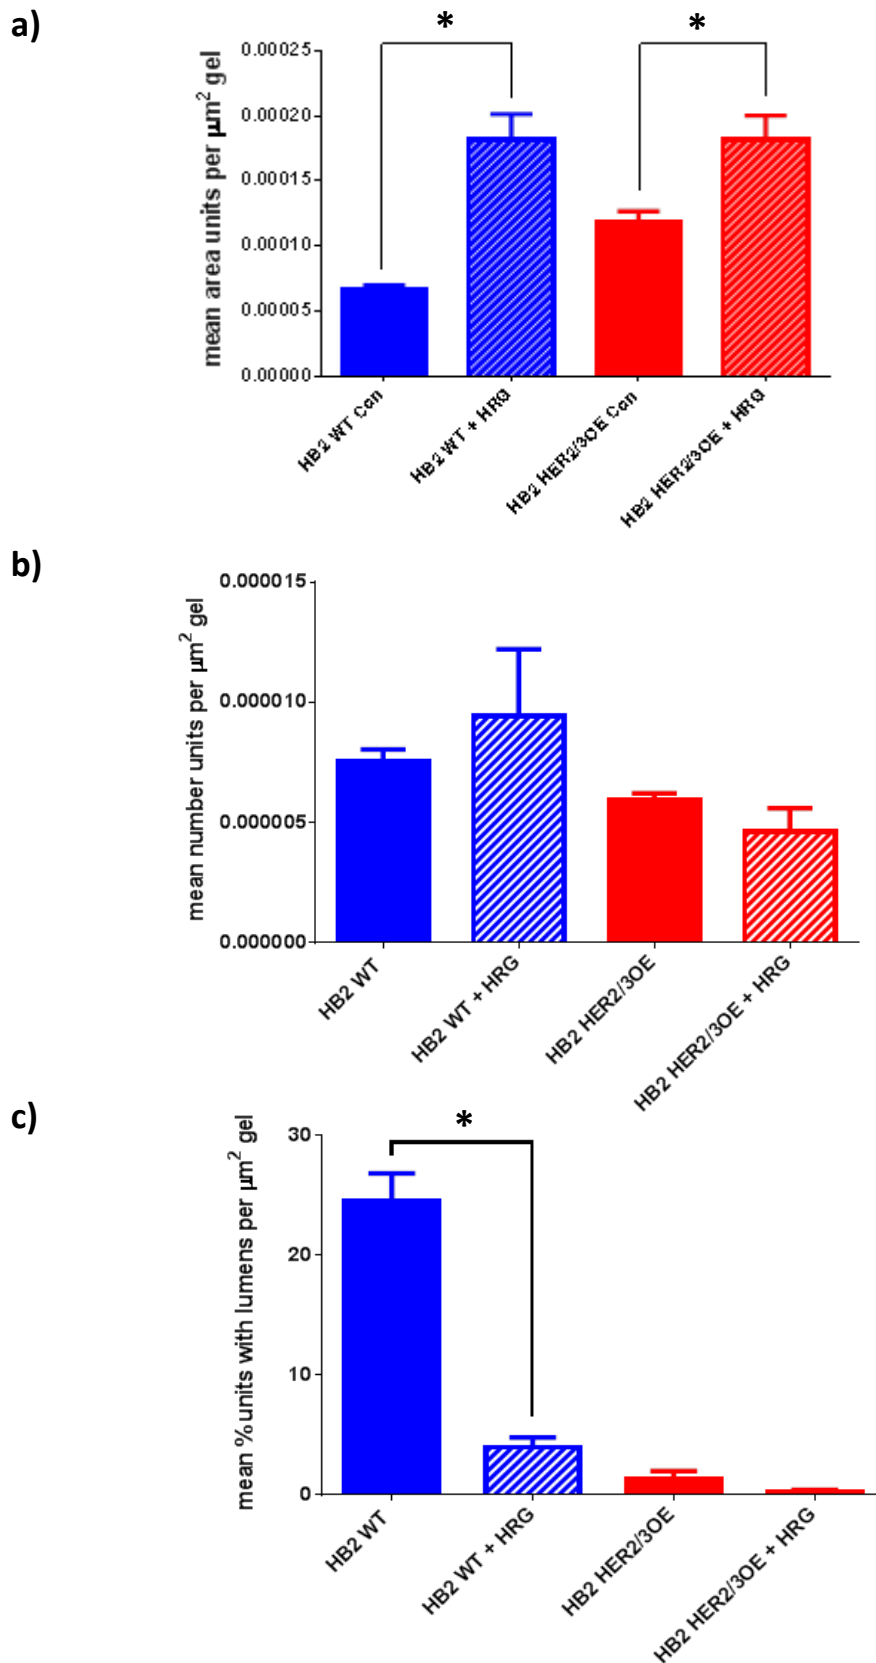 a)
* *
mean area units per μm² gel
0.00025
0.00020
0.00015
0.00010
0.00005
0.00000
HB2 WT Con
HB2 WT + HRG
HB2 HER2/3OE Con
HB2 HER2/3OE + HRG
b)
mean number units per μm² gel
0.000015
0.000010
0.000005
0.000000
HB2 WT
HB2 WT + HRG
HB2 HER2/3OE
HB2 HER2/3OE + HRG
c)
*
mean % units with lumens per μm² gel
30
20
10
0
HB2 WT
HB2 WT + HRG
HB2 HER2/3OE
HB2 HER2/3OE + HRG